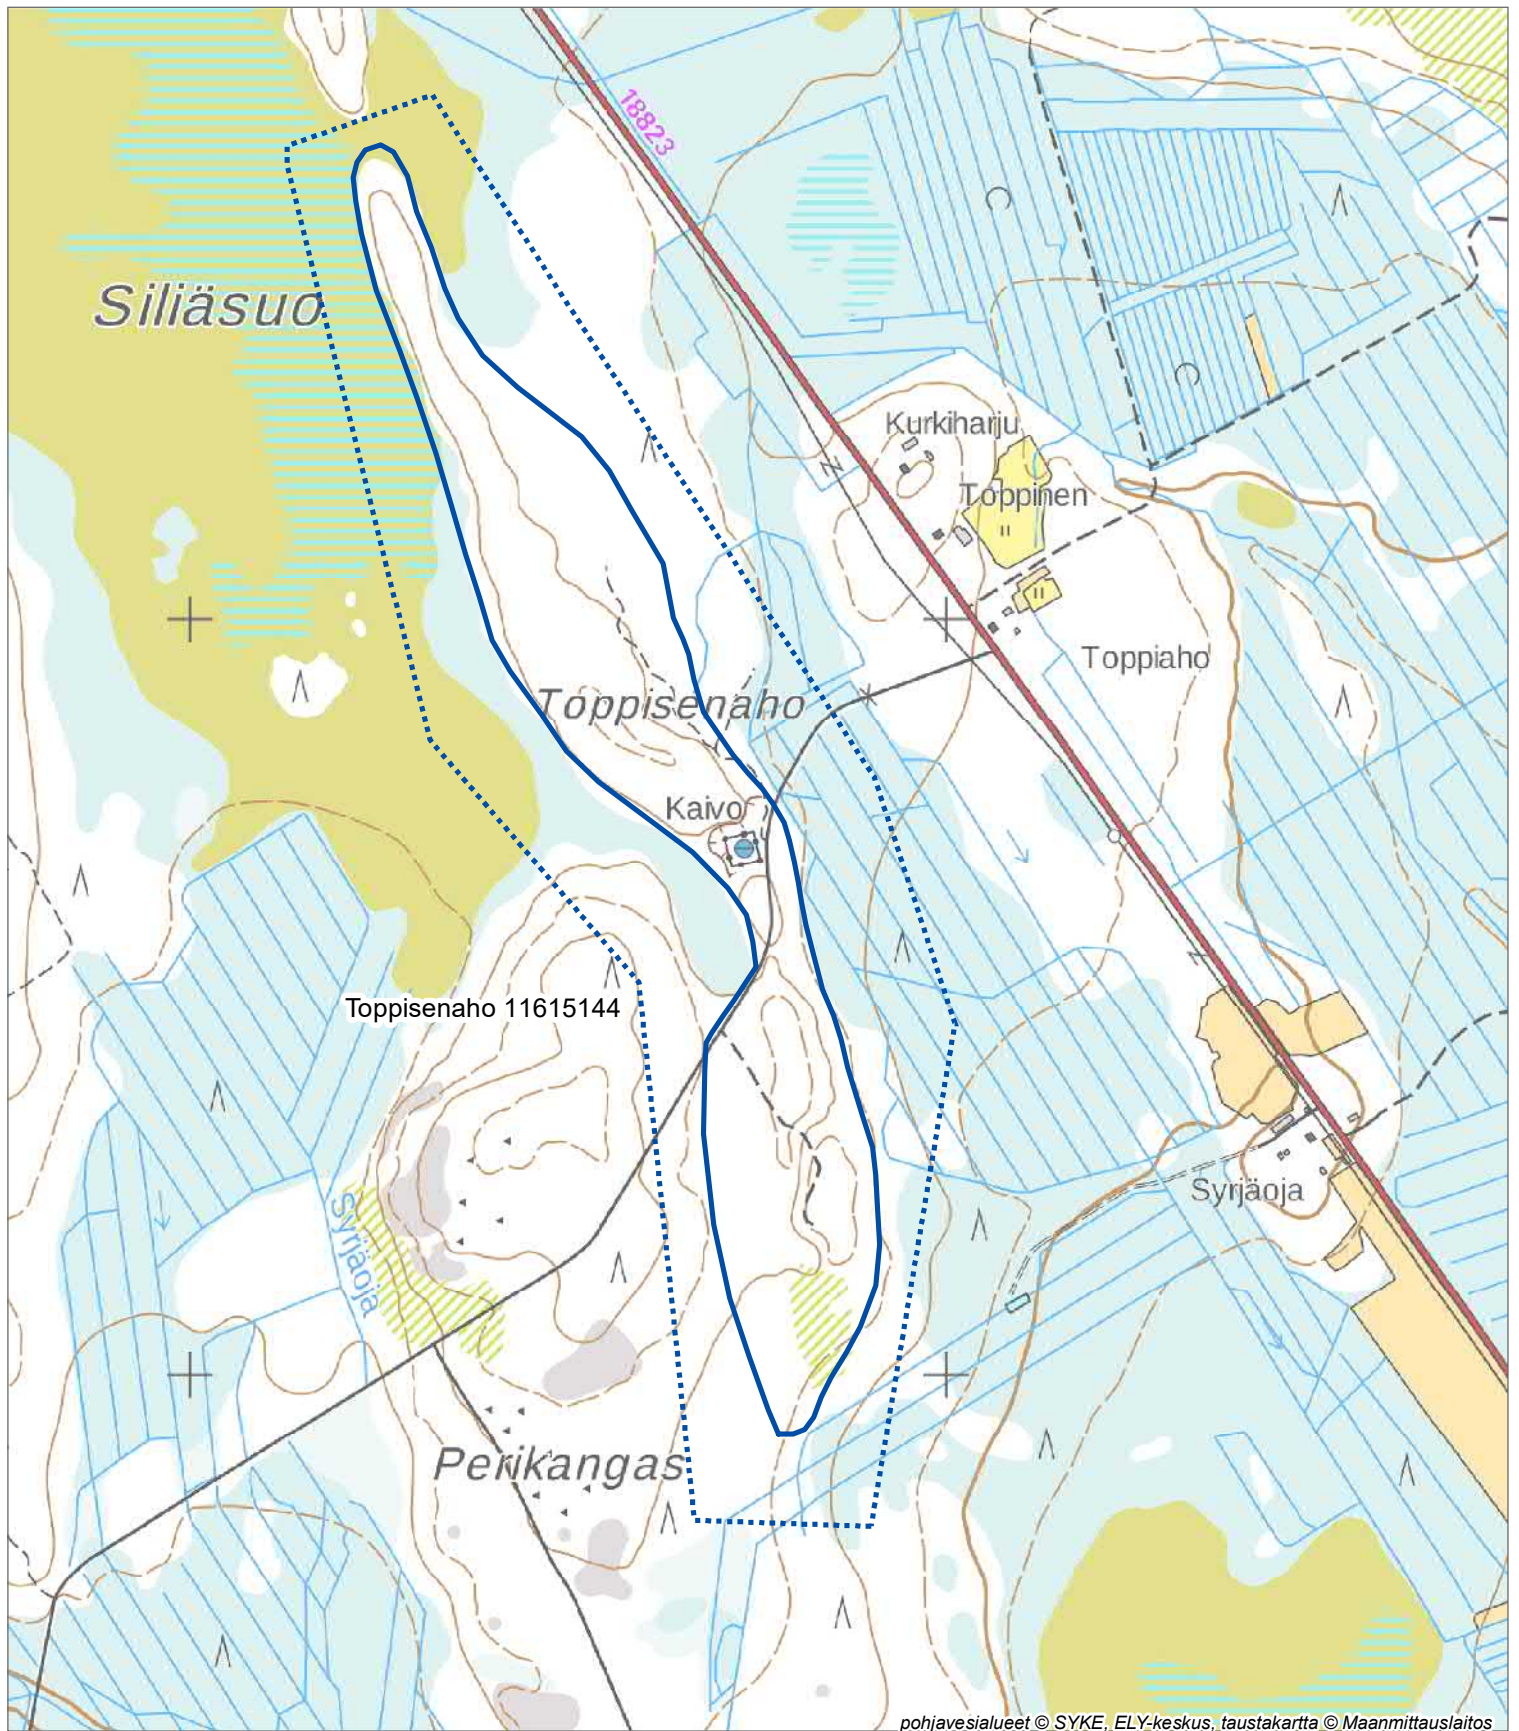 18823
Siliäsuo
Kurkiharju
Toppinen
Toppiaho
Toppisenaho
Kaivo
Toppisenaho 11615144
Syrjäoja
Syrjäoja
Perikangas
pohjavesialueet © SYKE, ELY-keskus, taustakartta © Maanmittauslaitos